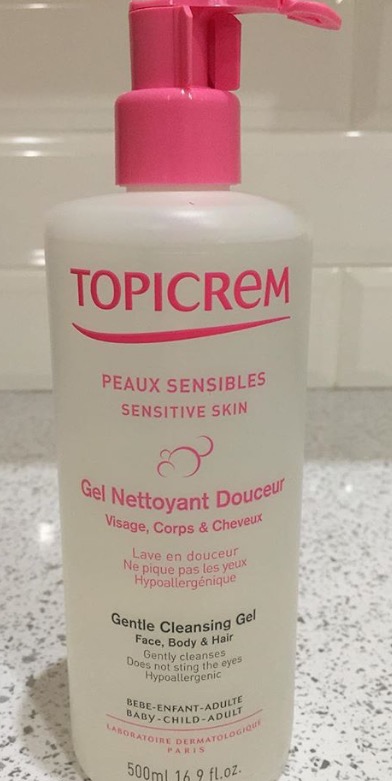 TOPICREM
PEAUX SENSIBLES
SENSITIVE SKIN
Gel Nettoyant Douceur
Visage, Corps & Cheveux
Lave en douceur
Ne pique pas les yeux
Hypoallergénique
Gentle Cleansing Gel
Face, Body & Hair
Gently cleanses
Does not sting the eyes
Hypoallergenic
BEBE-ENFANT-ADULTE
BABY-CHILD-ADULT
LABORATOIRE DERMATOLOGIQUE
PARIS
500ml 16.9 fl.oz.